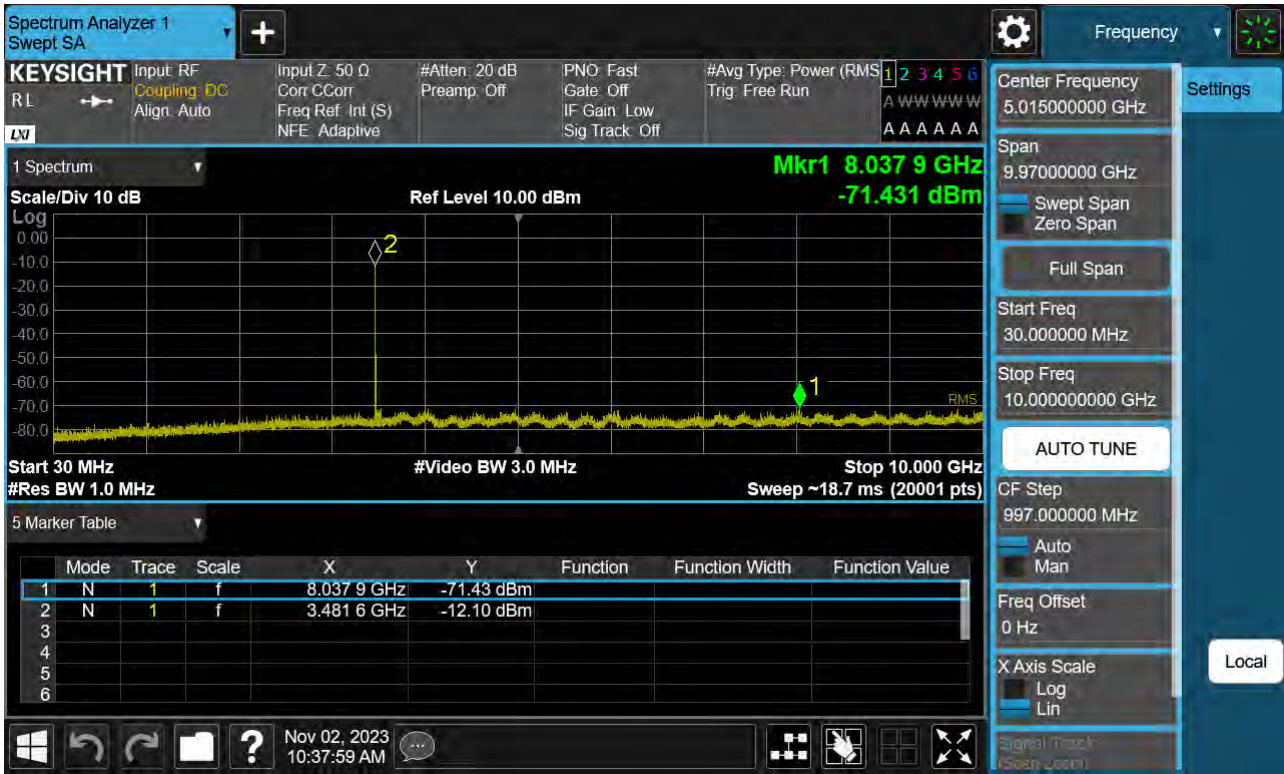 Spectrum Analyzer 1
Swept SA
Frequency
KEYSIGHT
RL
LXI
Input: RF
Coupling: DC
Align: Auto
Input Z: 50 Ω
Corr CCorr
Freq Ref: Int (S)
NFE: Adaptive
#Atten: 20 dB
Preamp: Off
PNO: Fast
Gate: Off
IF Gain: Low
Sig Track: Off
#Avg Type: Power (RMS
Trig: Free Run
1 2 3 4 5 6
A W W W W W
A A A A A A
1 Spectrum
Mkr1 8.037 9 GHz
-71.431 dBm
Scale/Div 10 dB
Ref Level 10.00 dBm
Log
0.00
-10.0
-20.0
-30.0
-40.0
-50.0
-60.0
-70.0
-80.0
2
1
RMS
Start 30 MHz
#Video BW 3.0 MHz
Stop 10.000 GHz
#Res BW 1.0 MHz
Sweep ~18.7 ms (20001 pts)
5 Marker Table
Mode Trace Scale X Y Function Function Width Function Value
1 N 1 f 8.037 9 GHz -71.43 dBm
2 N 1 f 3.481 6 GHz -12.10 dBm
3
4
5
6
Nov 02, 2023
10:37:59 AM
Center Frequency
5.015000000 GHz
Span
9.97000000 GHz
Swept Span
Zero Span
Full Span
Start Freq
30.000000 MHz
Stop Freq
10.000000000 GHz
AUTO TUNE
CF Step
997.000000 MHz
Auto
Man
Freq Offset
0 Hz
X Axis Scale
Log
Lin
Signal Track
(Span Zoom)
Settings
Local